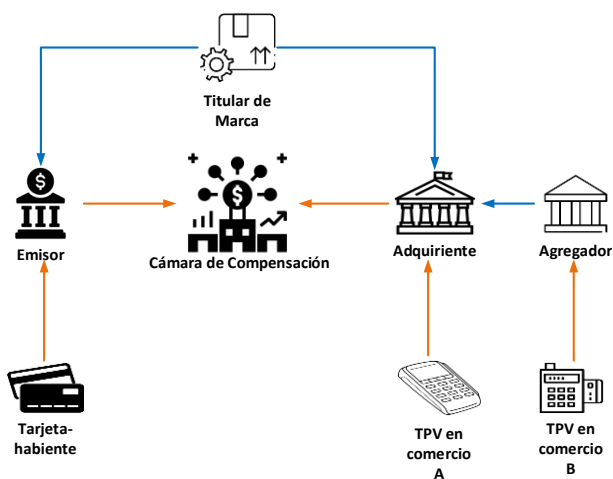 Titular de
Marca
Emisor
Cámara de Compensación
Adquiriente
Agregador
Tarjeta-
habiente
TPV en
comercio
A
TPV en
comercio
B